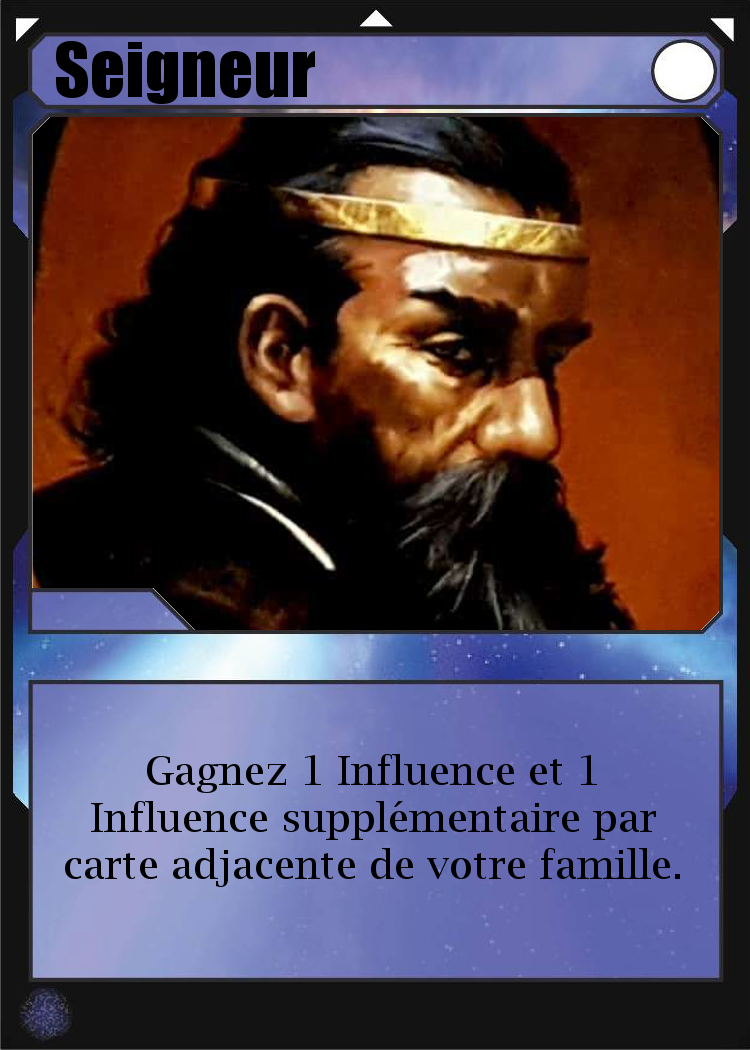 Seigneur
Gagnez 1 Influence et 1
Influence supplémentaire par
carte adjacente de votre famille.